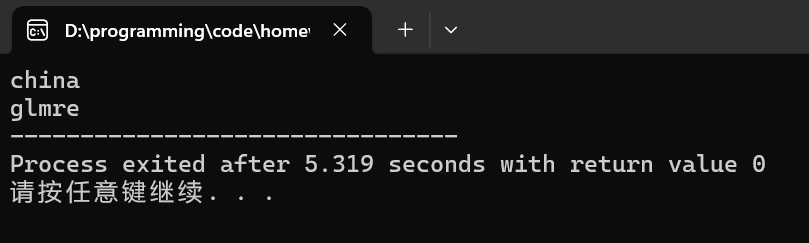 D:\programming\code\home
china
glmre
--------------------------------
Process exited after 5.319 seconds with return value 0
请按任意键继续. . .